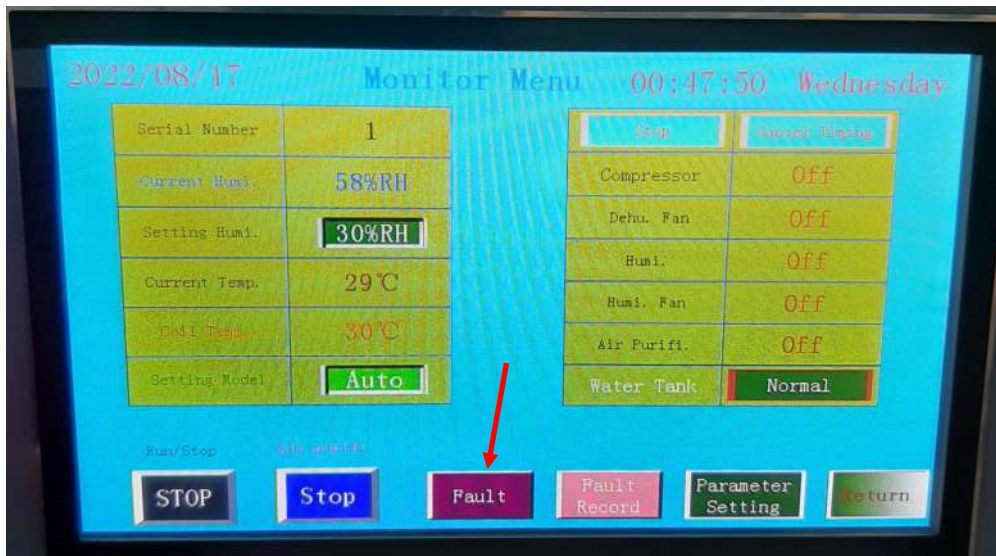 2022/08/17 Monitor Menu 00:47:50 Wednesday
Serial Number 1
Current Humi. 58%RH
Setting Humi. 30%RH
Current Temp. 29℃
Coil Temp. 30℃
Setting Model Auto
Stop
Compressor Off
Dehu. Fan Off
Humi. Off
Humi. Fan Off
Air Purifi. Off
Water Tank Normal
Run/Stop
STOP
Stop
Fault
Fault
Record
Parameter
Setting
Return